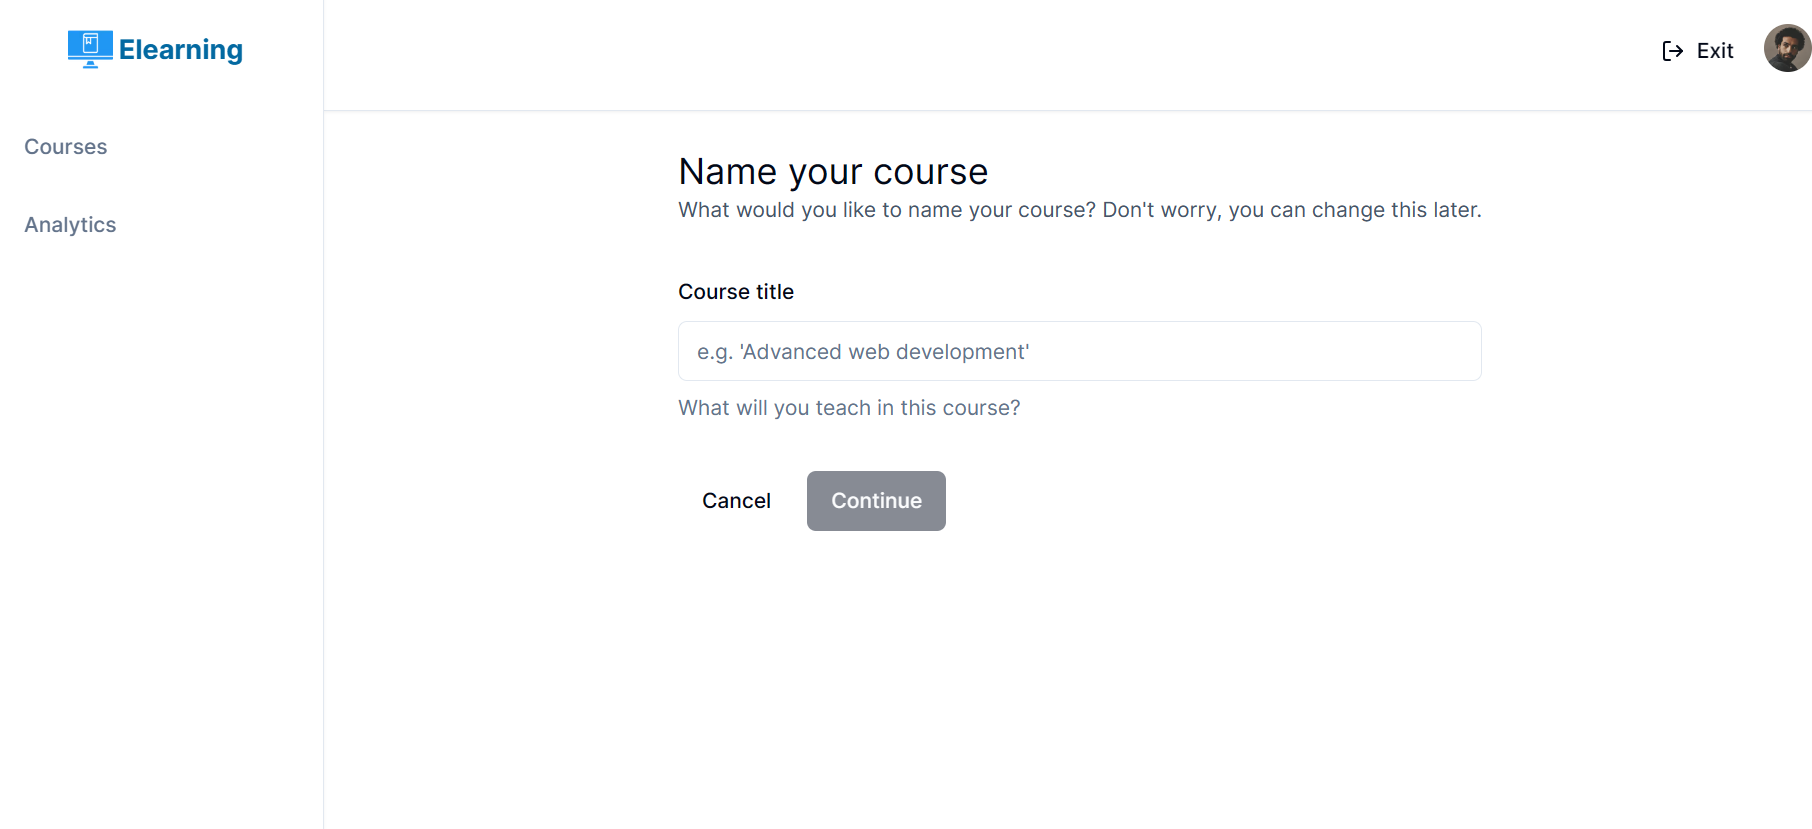 Elearning
Exit
Courses
Analytics
Name your course
What would you like to name your course? Don't worry, you can change this later.
Course title
e.g. 'Advanced web development'
What will you teach in this course?
Cancel
Continue